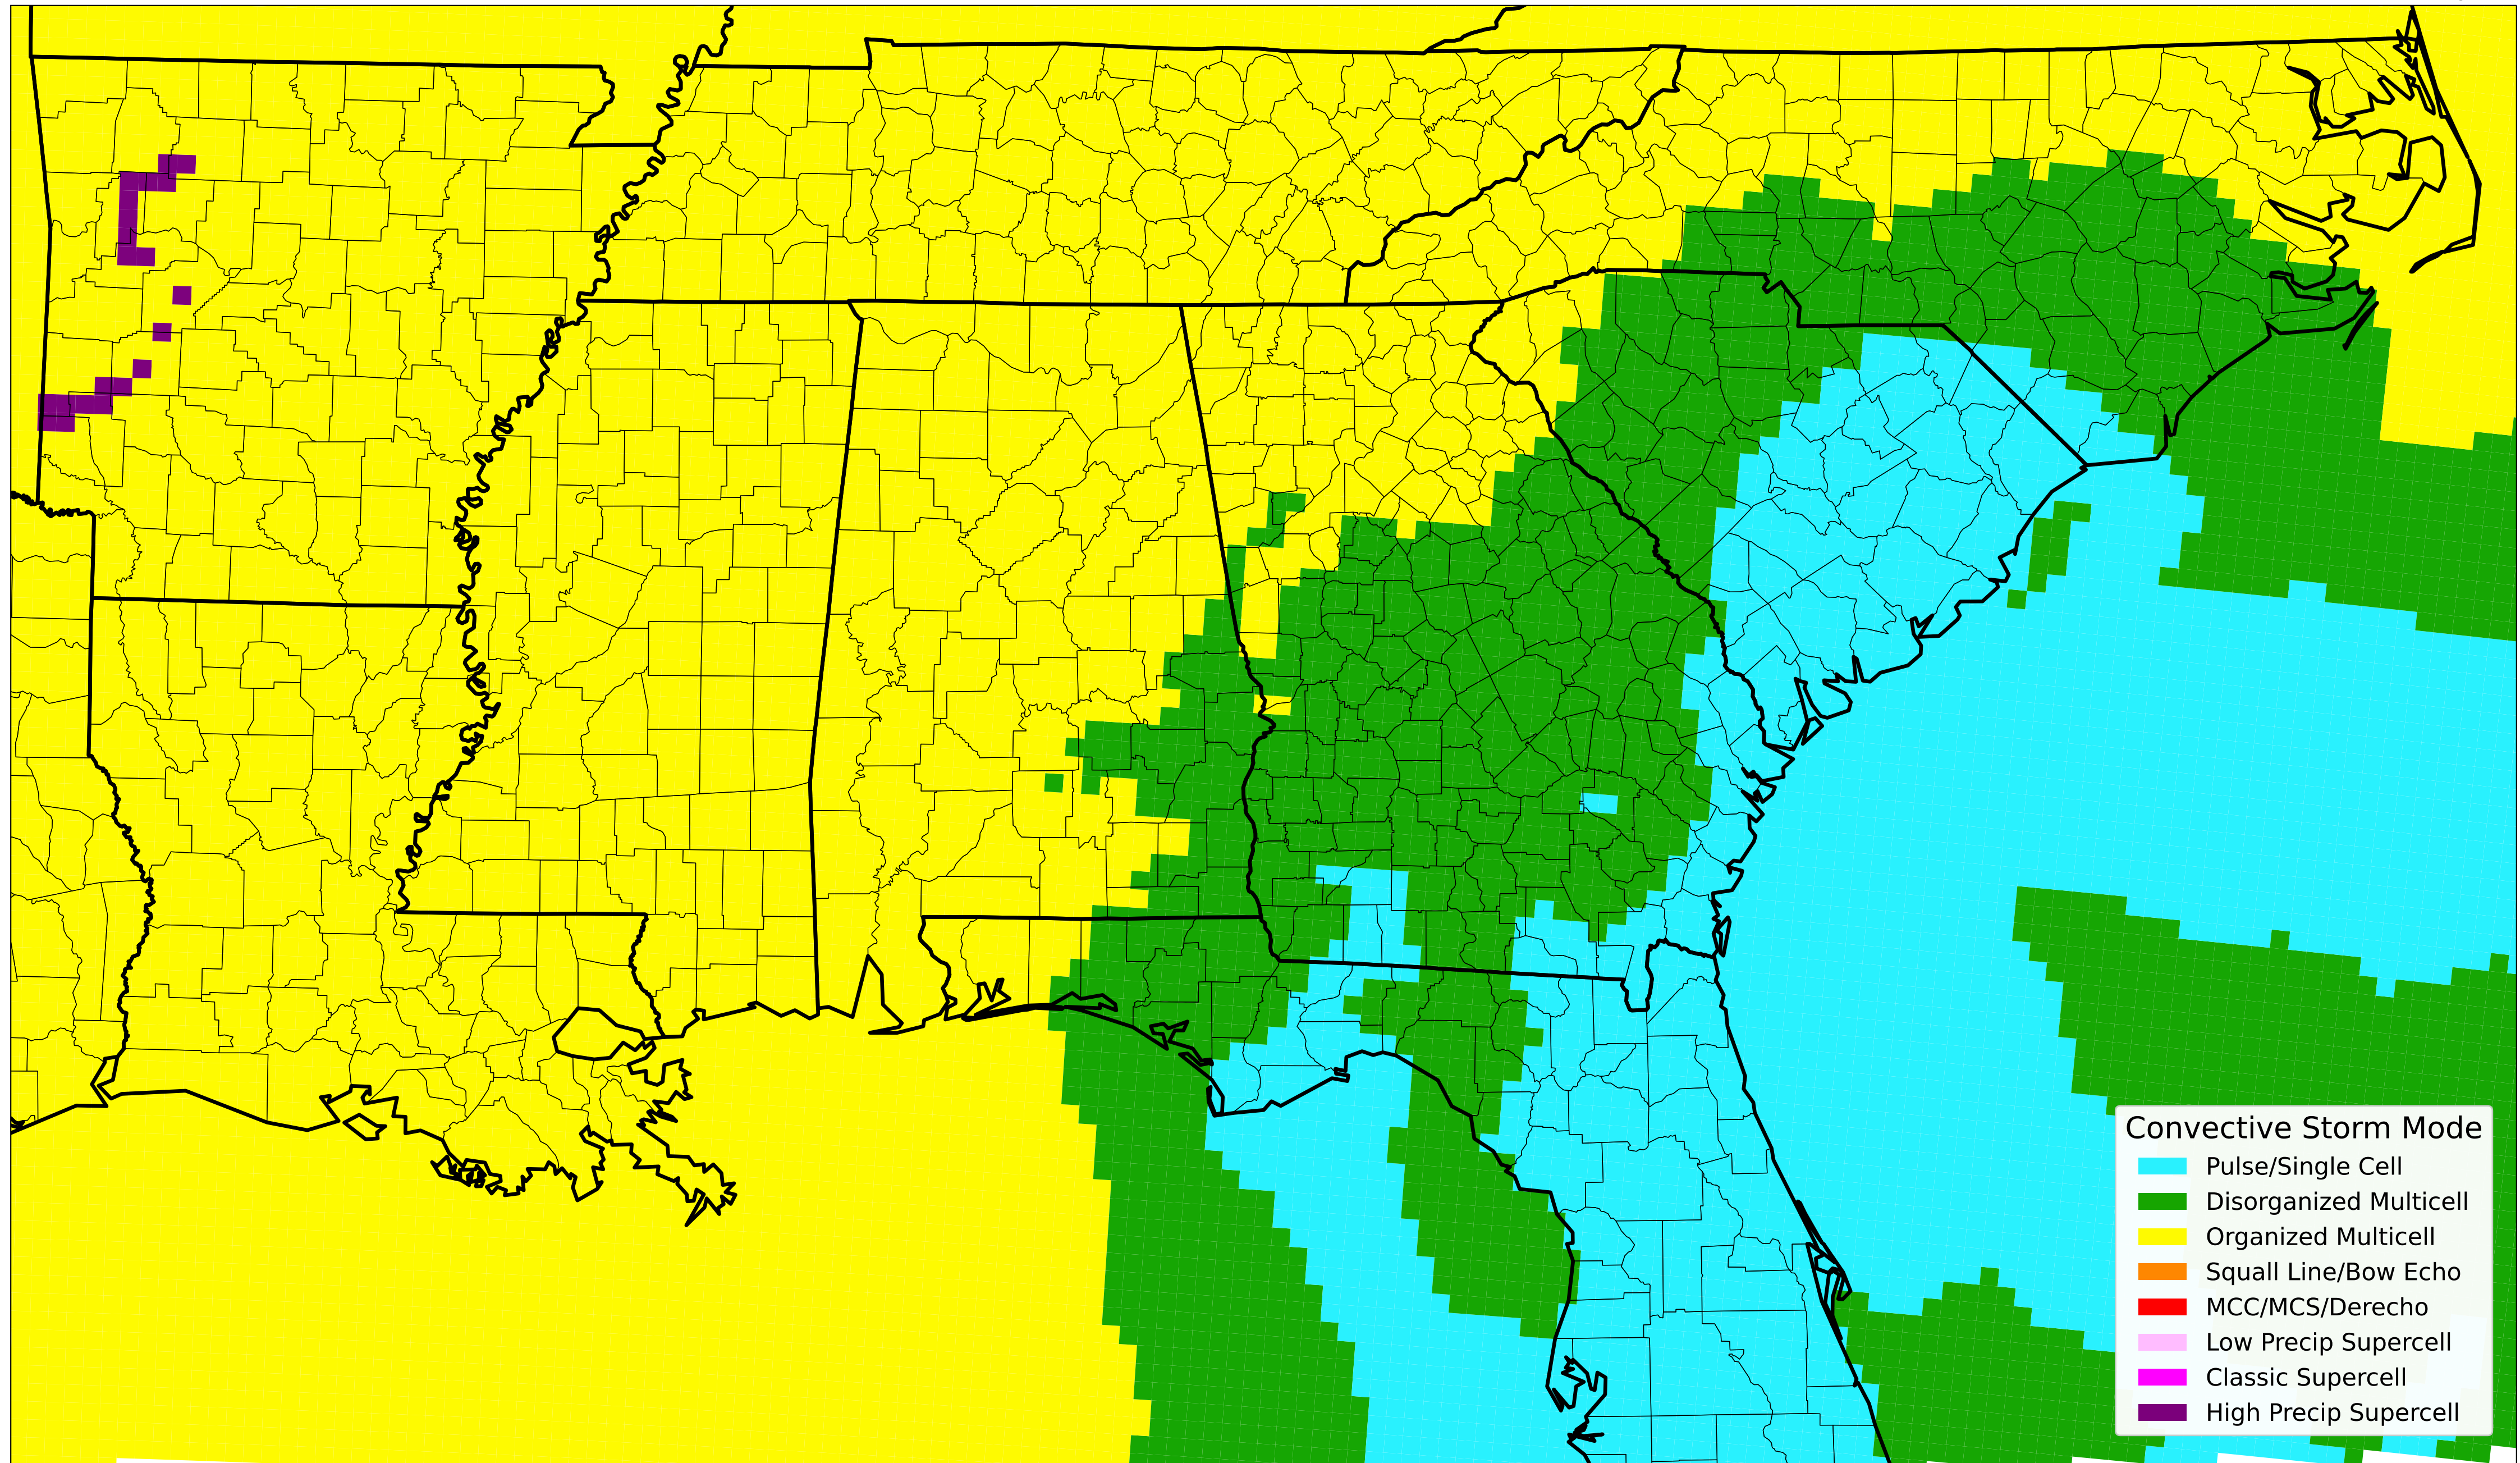 Convective Storm Mode
Pulse/Single Cell
Disorganized Multicell
Organized Multicell
Squall Line/Bow Echo
MCC/MCS/Derecho
Low Precip Supercell
Classic Supercell
High Precip Supercell